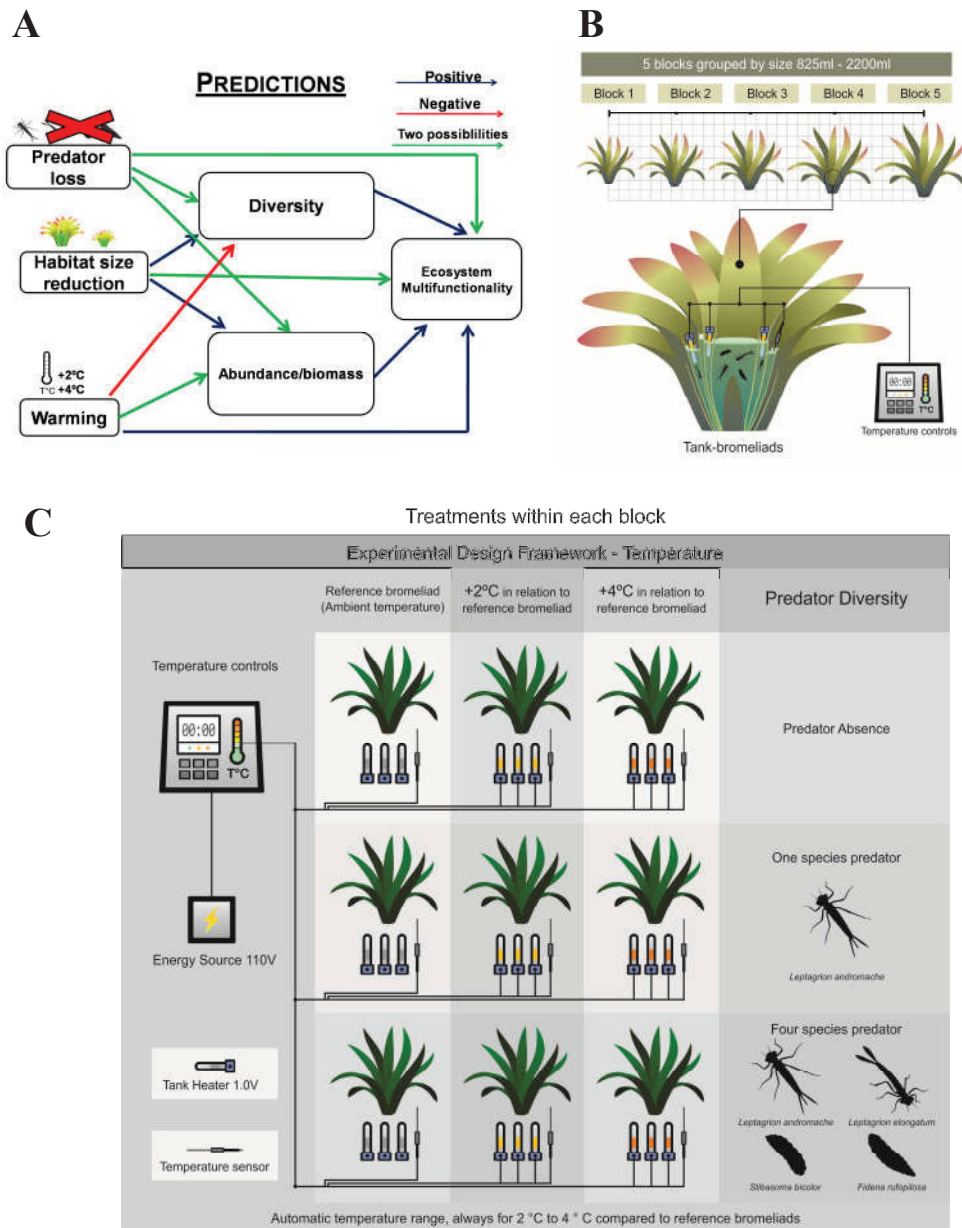 A
PREDICTIONS
Positive
Negative
Two possiblilities
Predator
loss
Diversity
Habitat size
reduction
Ecosystem
Multifunctionality
Abundance/biomass
+2ºC
T°C +4ºC
Warming
B
5 blocks grouped by size 825ml - 2200ml
Block 1 Block 2 Block 3 Block 4 Block 5
00:00
T°C
Temperature controls
Tank-bromeliads
C
Treatments within each block
Experimental Design Framework - Temperature
Reference bromeliad
(Ambient temperature)
+2ºC in relation to
reference bromeliad
+4ºC in relation to
reference bromeliad
Predator Diversity
Temperature controls
00:00
T°C
Predator Absence
One species predator
Leptagrion andromache
Energy Source 110V
Four species predator
Tank Heater 1.0V
Leptagrion andromache Leptagrion elongatum
Temperature sensor
Stibasoma bicolor Fidena rufopilosa
Automatic temperature range, always for 2 °C to 4 ° C compared to reference bromeliads